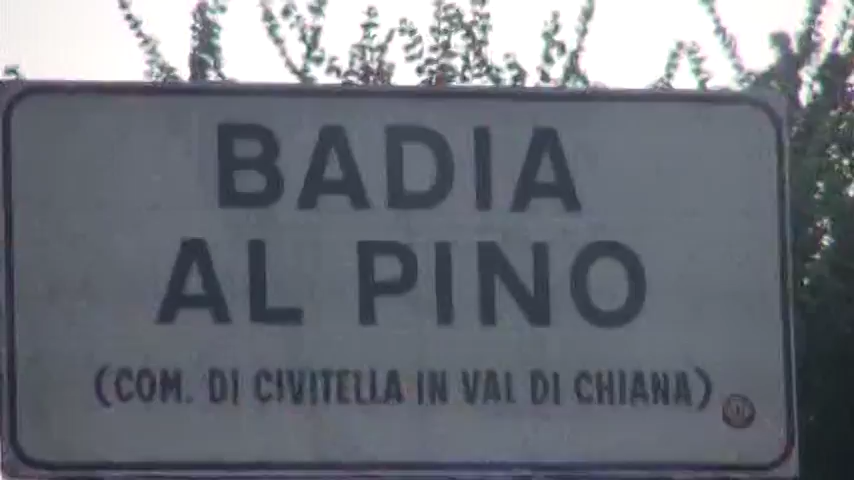 BADIA
AL PINO
(COM. DI CIVITELLA IN VAL DI CHIANA)